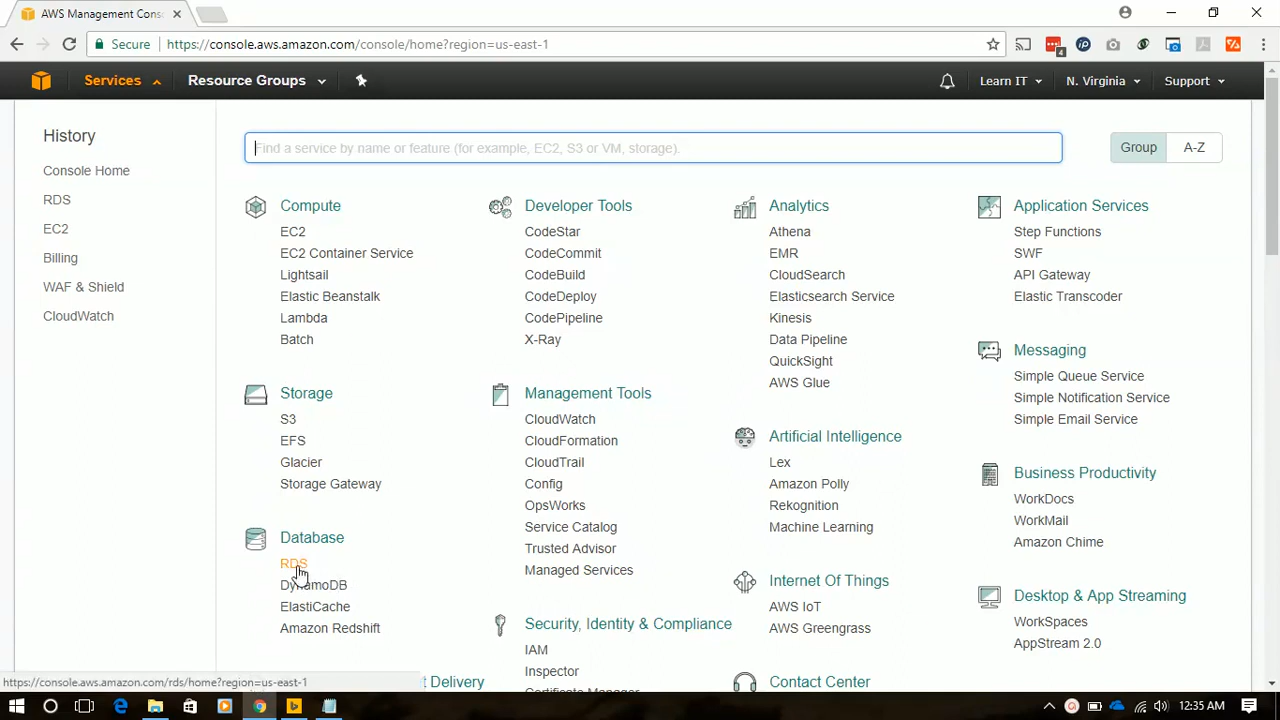 AWS Management Cons
Secure
https://console.aws.amazon.com/console/home?region=us-east-1
4
Services
Resource Groups
Learn IT
N. Virginia
Support
History
Console Home
RDS
EC2
Billing
WAF & Shield
CloudWatch
Find a service by name or feature (for example, EC2, S3 or VM, storage).
Group
A-Z
Compute
EC2
EC2 Container Service
Lightsail
Elastic Beanstalk
Lambda
Batch
Storage
S3
EFS
Glacier
Storage Gateway
Database
RDS
DynamoDB
ElastiCache
Amazon Redshift
t Delivery
Developer Tools
CodeStar
CodeCommit
CodeBuild
CodeDeploy
CodePipeline
X-Ray
Management Tools
CloudWatch
CloudFormation
CloudTrail
Config
OpsWorks
Service Catalog
Trusted Advisor
Managed Services
Security, Identity & Compliance
IAM
Inspector
Certificate Manager
Analytics
Athena
EMR
CloudSearch
Elasticsearch Service
Kinesis
Data Pipeline
QuickSight
AWS Glue
Artificial Intelligence
Lex
Amazon Polly
Rekognition
Machine Learning
Internet Of Things
AWS IoT
AWS Greengrass
Contact Center
Application Services
Step Functions
SWF
API Gateway
Elastic Transcoder
Messaging
Simple Queue Service
Simple Notification Service
Simple Email Service
Business Productivity
WorkDocs
WorkMail
Amazon Chime
Desktop & App Streaming
WorkSpaces
AppStream 2.0
https://console.aws.amazon.com/rds/home?region=us-east-1
12:35 AM